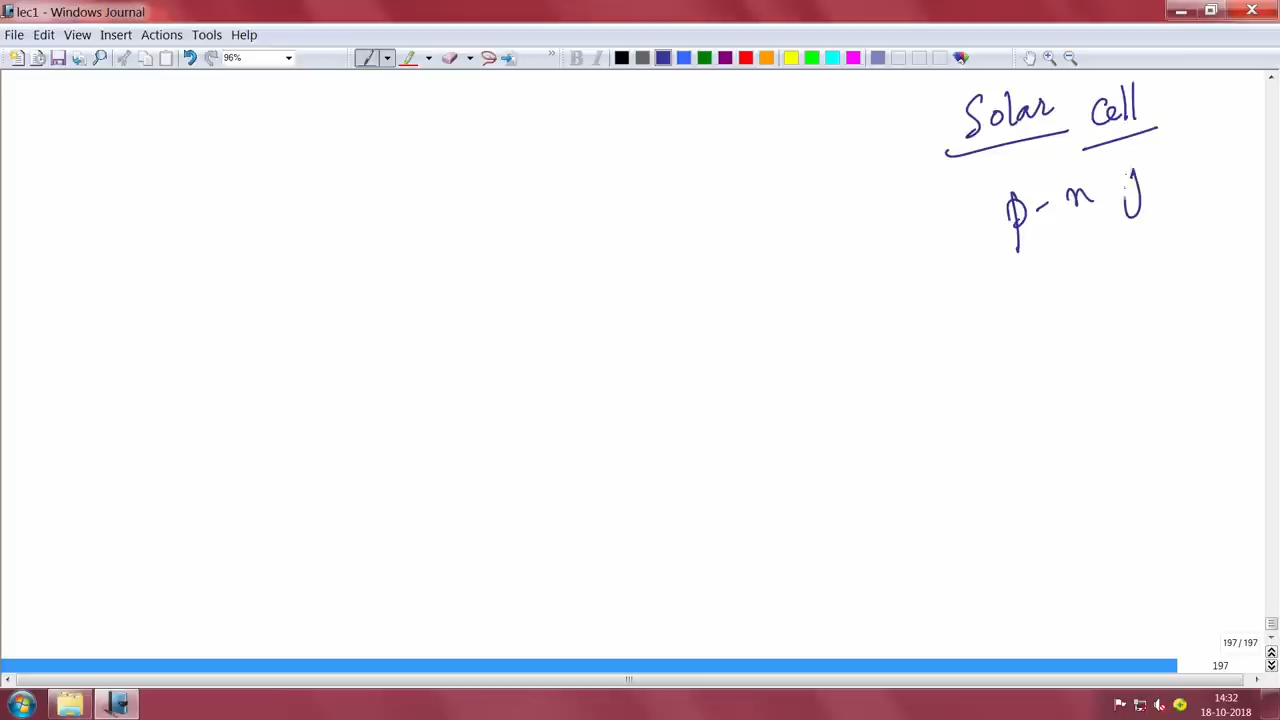 lec1 - Windows Journal
File Edit View Insert Actions Tools Help
96% » B I
Solar cell
p - n j
197 / 197
197
14:32
18-10-2018